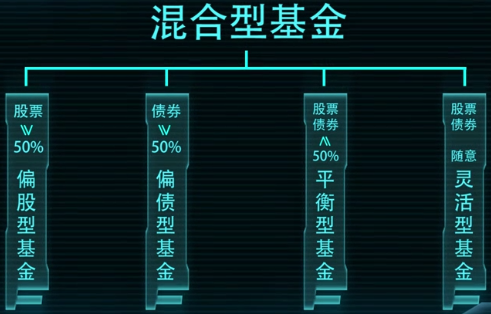 混合型基金
股票
≥
50%
偏股型基金
债券
≥
50%
偏债型基金
股票
债券
≤
50%
平衡型基金
股票
债券
随意
灵活型基金